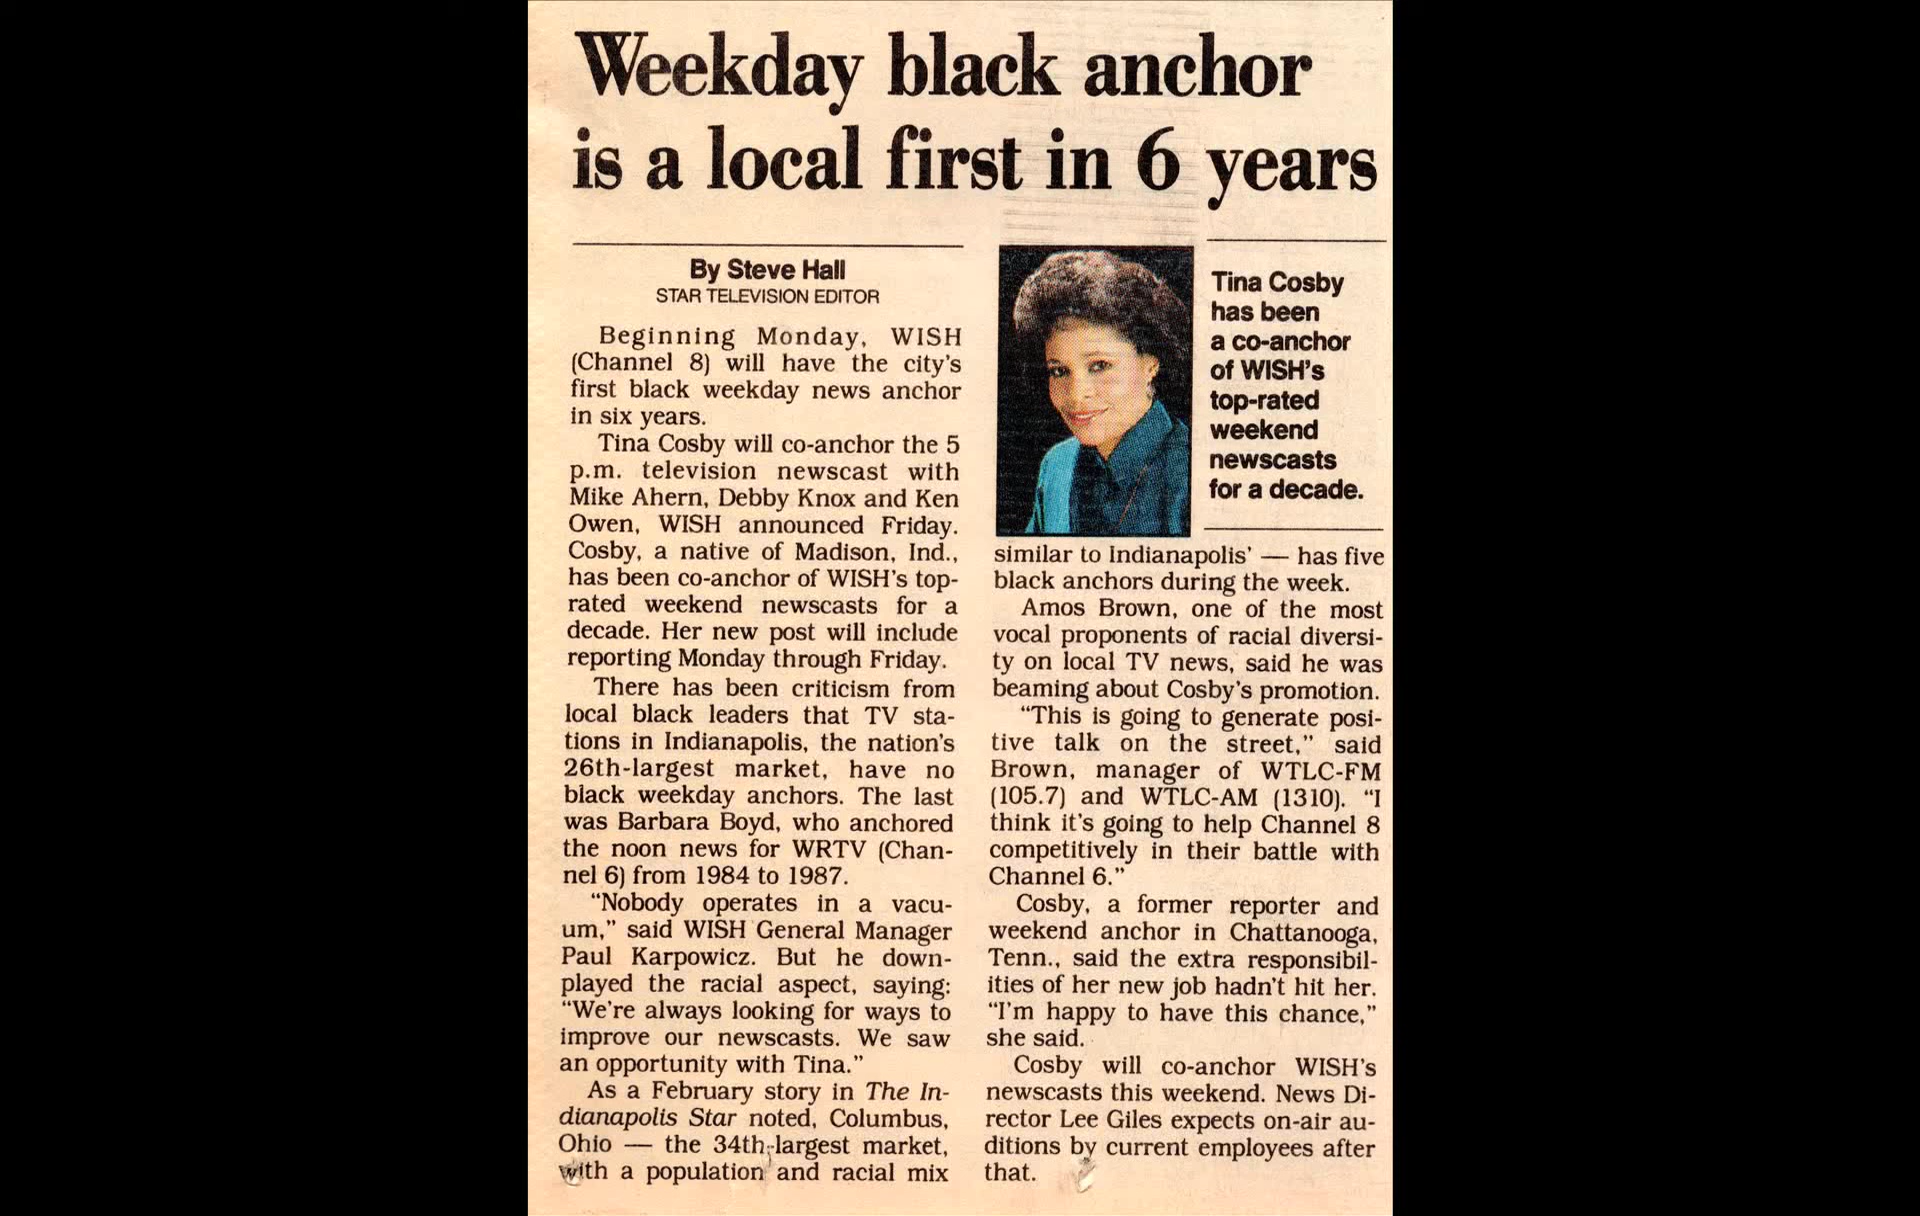 Weekday black anchor
is a local first in 6 years
By Steve Hall
STAR TELEVISION EDITOR
Beginning Monday, WISH
(Channel 8) will have the city's
first black weekday news anchor
in six years.
Tina Cosby will co-anchor the 5
p.m. television newscast with
Mike Ahern, Debby Knox and Ken
Owen, WISH announced Friday.
Cosby, a native of Madison, Ind.,
has been co-anchor of WISH's top-
rated weekend newscasts for a
decade. Her new post will include
reporting Monday through Friday.
There has been criticism from
local black leaders that TV sta-
tions in Indianapolis, the nation's
26th-largest market, have no
black weekday anchors. The last
was Barbara Boyd, who anchored
the noon news for WRTV (Chan-
nel 6) from 1984 to 1987.
"Nobody operates in a vacu-
um," said WISH General Manager
Paul Karpowicz. But he down-
played the racial aspect, saying:
"We're always looking for ways to
improve our newscasts. We saw
an opportunity with Tina."
As a February story in The In-
dianapolis Star noted, Columbus,
Ohio — the 34th-largest market,
with a population and racial mix
Tina Cosby
has been
a co-anchor
of WISH's
top-rated
weekend
newscasts
for a decade.
similar to Indianapolis' — has five
black anchors during the week.
Amos Brown, one of the most
vocal proponents of racial diversi-
ty on local TV news, said he was
beaming about Cosby's promotion.
"This is going to generate posi-
tive talk on the street," said
Brown, manager of WTLC-FM
(105.7) and WTLC-AM (1310). "I
think it's going to help Channel 8
competitively in their battle with
Channel 6."
Cosby, a former reporter and
weekend anchor in Chattanooga,
Tenn., said the extra responsibil-
ities of her new job hadn't hit her.
"I'm happy to have this chance,"
she said.
Cosby will co-anchor WISH's
newscasts this weekend. News Di-
rector Lee Giles expects on-air au-
ditions by current employees after
that.